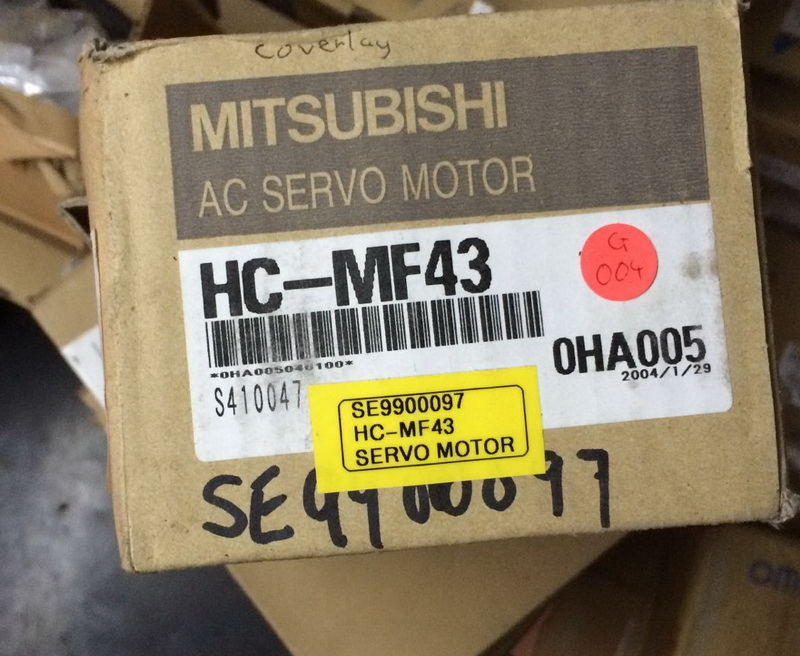 coverlay
MITSUBISHI
AC SERVO MOTOR
HC-MF43
G
004
*0HA005040100*
0HA005
2004/1/29
S410047
SE9900097
HC-MF43
SERVO MOTOR
SE9900097